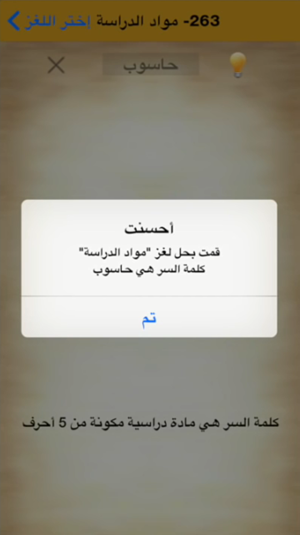 263- مواد الدراسة إختر اللغز
حاسوب
أحسنت
قمت بحل لغز "مواد الدراسة"
كلمة السر هي حاسوب
تم
كلمة السر هي مادة دراسية مكونة من 5 أحرف